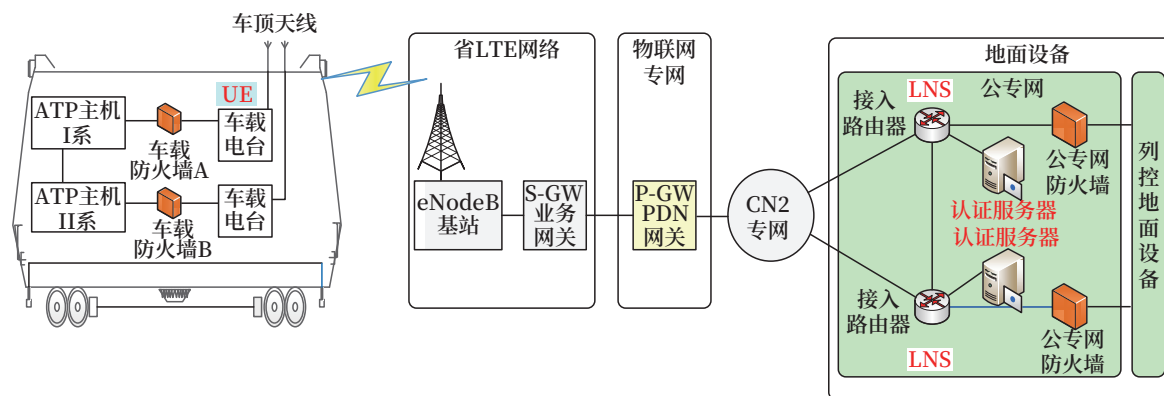 车顶天线
UE
ATP主机
I系
车载
防火墙A
车载
电台
ATP主机
II系
车载
防火墙B
车载
电台
省LTE网络
eNodeB
基站
S-GW
业务
网关
物联网
专网
P-GW
PDN
网关
CN2
专网
地面设备
公专网
LNS
接入
路由器
公专网
防火墙
认证服务器
认证服务器
接入
路由器
LNS
公专网
防火墙
列控地面设备